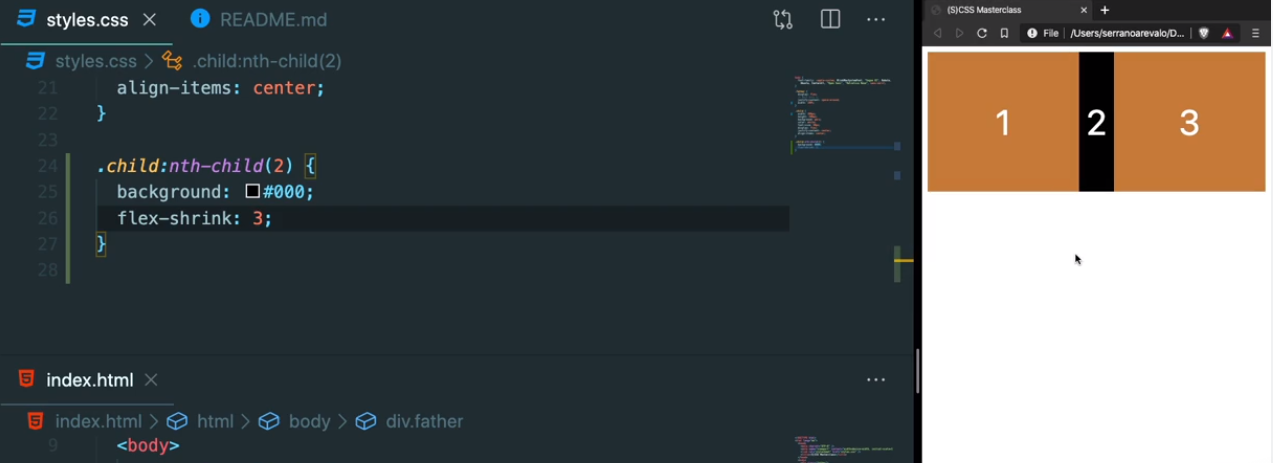 styles.css
README.md
styles.css > .child:nth-child(2)
21 align-items: center;
22 }
23
24 .child:nth-child(2) {
25 background: #000;
26 flex-shrink: 3;
27 }
28
index.html
index.html > html > body > div.father
9 <body>
(S)CSS Masterclass
File | /Users/serranoarevalo/D...
1 2 3